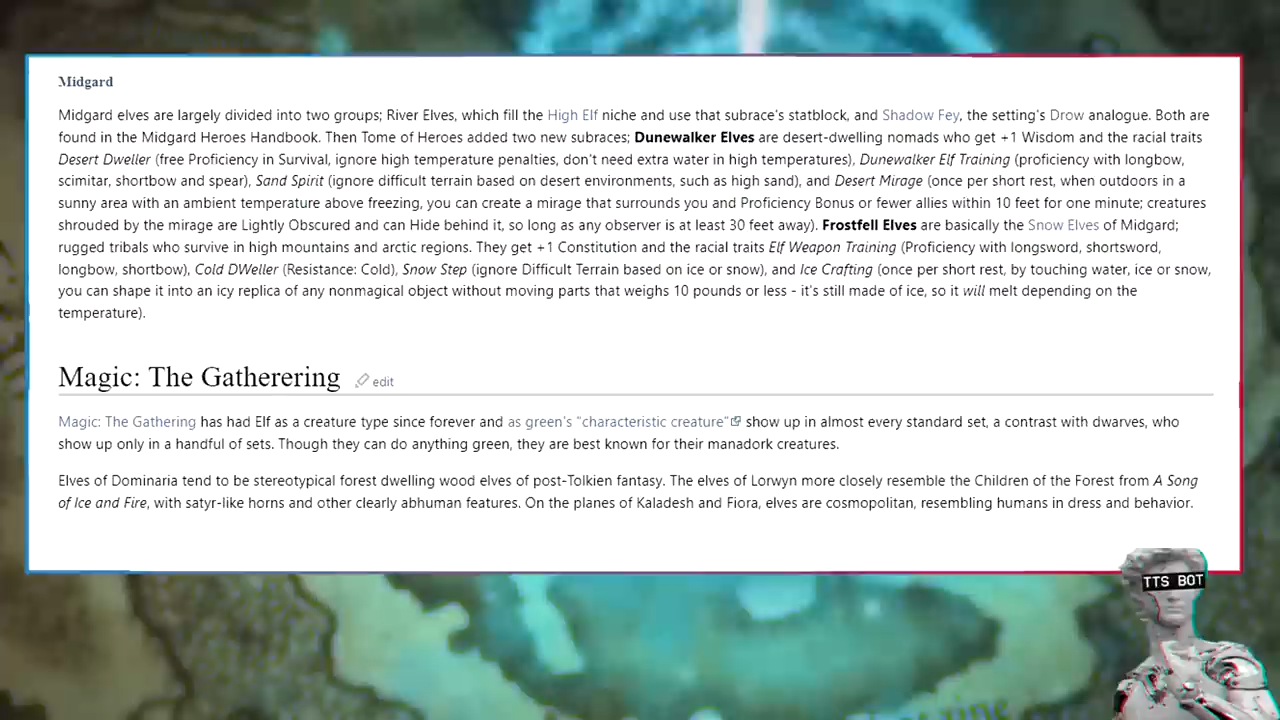 Midgard
Midgard elves are largely divided into two groups; River Elves, which fill the High Elf niche and use that subrace's statblock, and Shadow Fey, the setting's Drow analogue. Both are
found in the Midgard Heroes Handbook. Then Tome of Heroes added two new subraces; Dunewalker Elves are desert-dwelling nomads who get +1 Wisdom and the racial traits
Desert Dweller (free Proficiency in Survival, ignore high temperature penalties, don't need extra water in high temperatures), Dunewalker Elf Training (proficiency with longbow,
scimitar, shortbow and spear), Sand Spirit (ignore difficult terrain based on desert environments, such as high sand), and Desert Mirage (once per short rest, when outdoors in a
sunny area with an ambient temperature above freezing, you can create a mirage that surrounds you and Proficiency Bonus or fewer allies within 10 feet for one minute; creatures
shrouded by the mirage are Lightly Obscured and can Hide behind it, so long as any observer is at least 30 feet away). Frostfell Elves are basically the Snow Elves of Midgard;
rugged tribals who survive in high mountains and arctic regions. They get +1 Constitution and the racial traits Elf Weapon Training (Proficiency with longsword, shortsword,
longbow, shortbow), Cold DWeller (Resistance: Cold), Snow Step (ignore Difficult Terrain based on ice or snow), and Ice Crafting (once per short rest, by touching water, ice or snow,
you can shape it into an icy replica of any nonmagical object without moving parts that weighs 10 pounds or less - it's still made of ice, so it will melt depending on the
temperature).
Magic: The Gatherering edit
Magic: The Gathering has had Elf as a creature type since forever and as green's "characteristic creature" show up in almost every standard set, a contrast with dwarves, who
show up only in a handful of sets. Though they can do anything green, they are best known for their manadork creatures.
Elves of Dominaria tend to be stereotypical forest dwelling wood elves of post-Tolkien fantasy. The elves of Lorwyn more closely resemble the Children of the Forest from A Song
of Ice and Fire, with satyr-like horns and other clearly abhuman features. On the planes of Kaladesh and Fiora, elves are cosmopolitan, resembling humans in dress and behavior.
TTS BOT